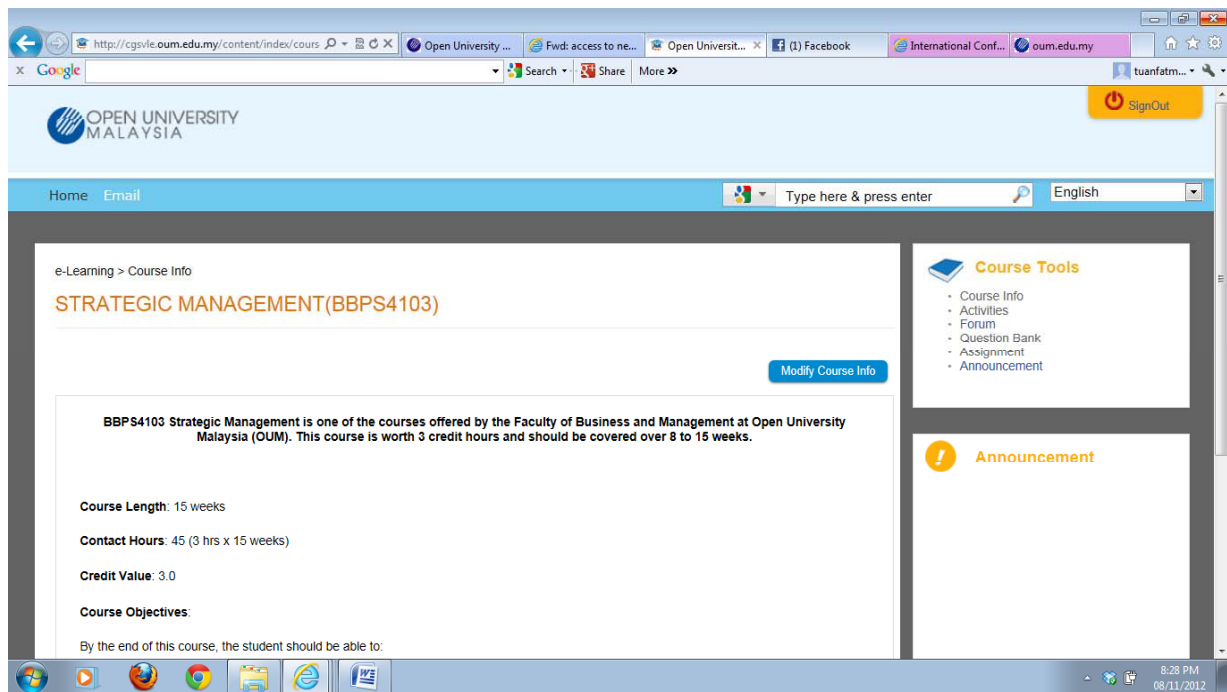 http://cgsvle.oum.edu.my/content/index/cours
Open University ...
Fwd: access to ne...
Open Universit...
(1) Facebook
International Conf...
oum.edu.my
x Google
Search
Share
More »
tuanfatm...
OPEN UNIVERSITY
MALAYSIA
SignOut
Home Email
Type here & press enter
English
e-Learning > Course Info
STRATEGIC MANAGEMENT(BBPS4103)
Modify Course Info
BBPS4103 Strategic Management is one of the courses offered by the Faculty of Business and Management at Open University
Malaysia (OUM). This course is worth 3 credit hours and should be covered over 8 to 15 weeks.
Course Length: 15 weeks
Contact Hours: 45 (3 hrs x 15 weeks)
Credit Value: 3.0
Course Objectives:
By the end of this course, the student should be able to:
Course Tools
- Course Info
- Activities
- Forum
- Question Bank
- Assignment
- Announcement
Announcement
8:28 PM
08/11/2012